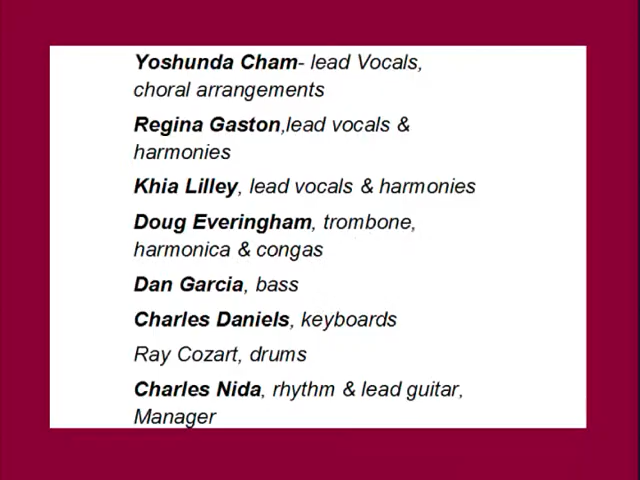 Yoshunda Cham- lead Vocals,
choral arrangements
Regina Gaston,lead vocals &
harmonies
Khia Lilley, lead vocals & harmonies
Doug Everingham, trombone,
harmonica & congas
Dan Garcia, bass
Charles Daniels, keyboards
Ray Cozart, drums
Charles Nida, rhythm & lead guitar,
Manager